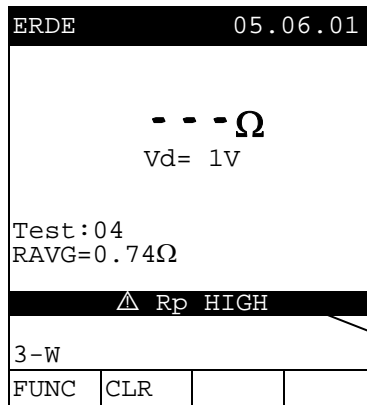 ERDE 05.06.01
- - -Ω
Vd= 1V
Test:04
RAVG=0.74Ω
⚠ Rp HIGH
3-W
FUNC CLR